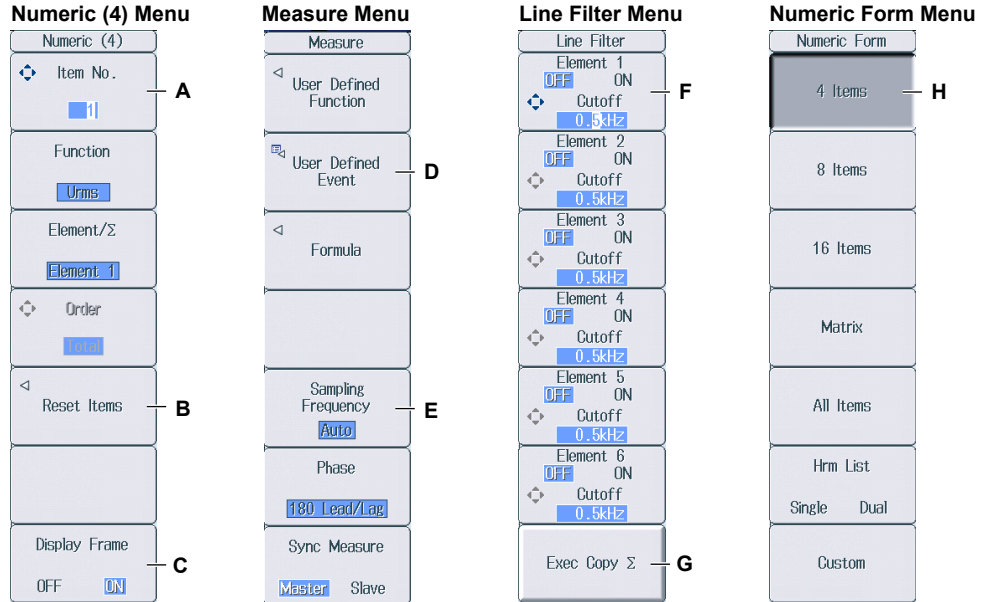 Numeric (4) Menu
Numeric (4)
Item No.
1
A
Function
Urms
Element/Σ
Element 1
Order
Total
Reset Items
B
Display Frame
OFF ON
C
Measure Menu
Measure
User Defined
Function
User Defined
Event
D
Formula
Sampling
Frequency
Auto
E
Phase
180 Lead/Lag
Sync Measure
Master Slave
Line Filter Menu
Line Filter
Element 1
OFF ON
Cutoff
0.5kHz
F
Element 2
OFF ON
Cutoff
0.5kHz
Element 3
OFF ON
Cutoff
0.5kHz
Element 4
OFF ON
Cutoff
0.5kHz
Element 5
OFF ON
Cutoff
0.5kHz
Element 6
OFF ON
Cutoff
0.5kHz
Exec Copy Σ
G
Numeric Form Menu
Numeric Form
4 Items
H
8 Items
16 Items
Matrix
All Items
Hrm List
Single Dual
Custom